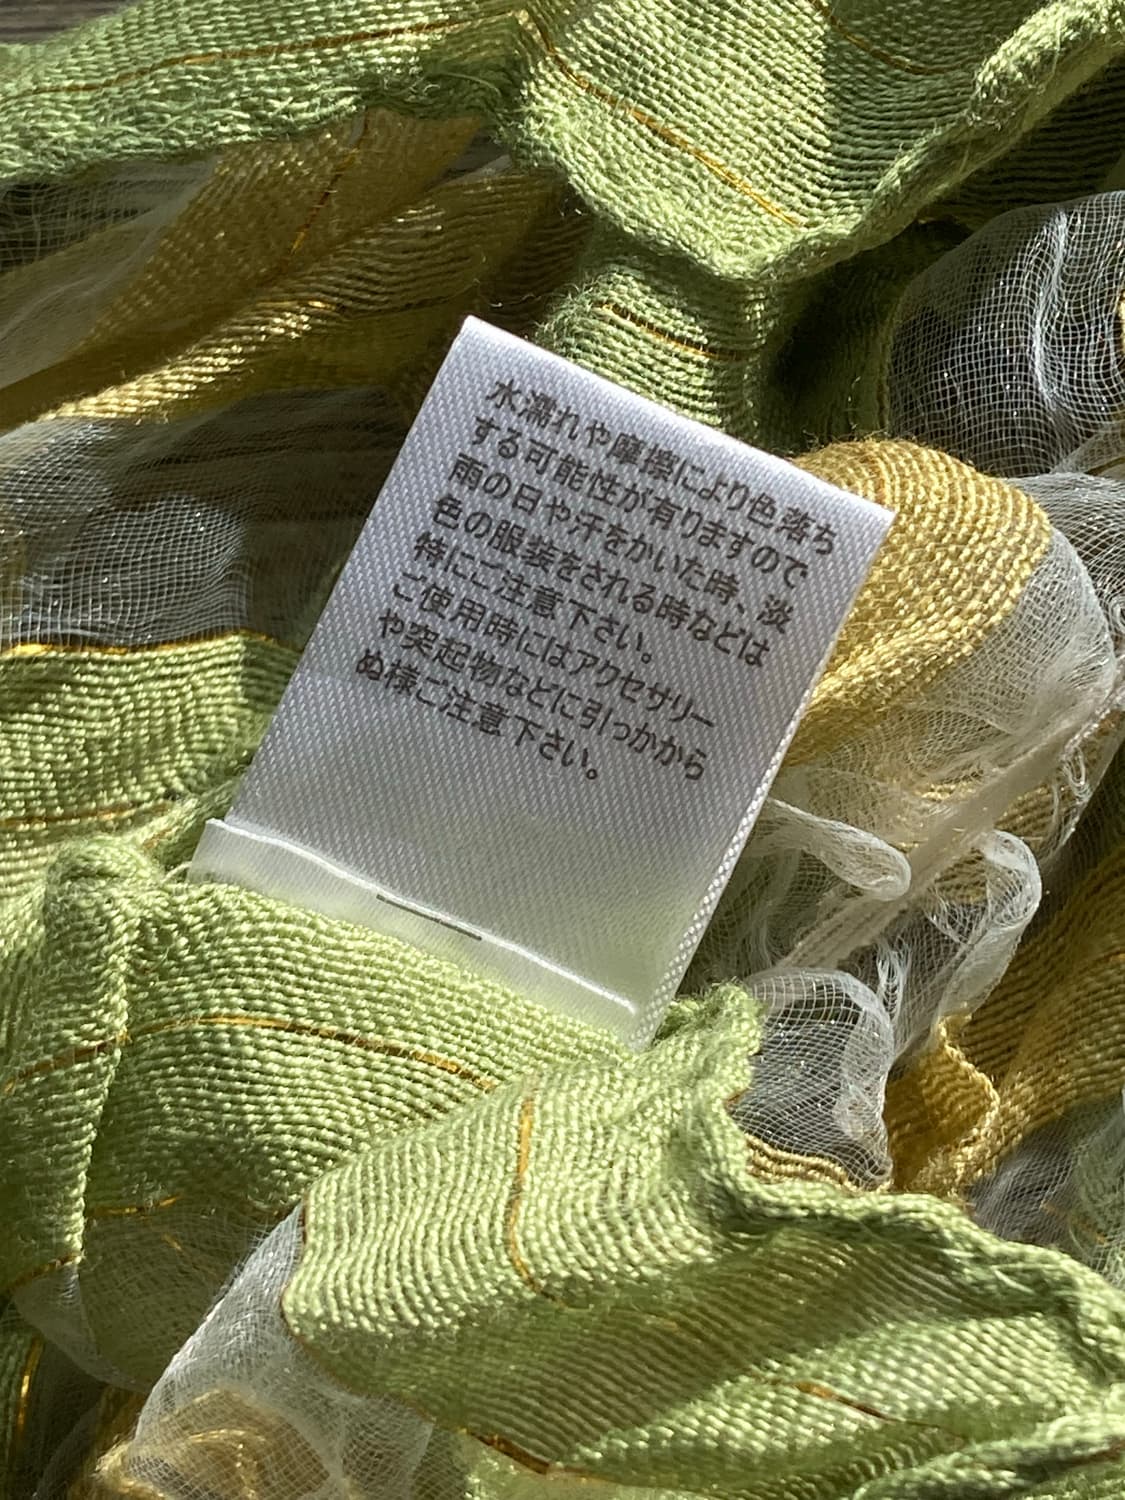 水濡れや摩擦により色落ち
する可能性が有りますので
雨の日や汗をかいた時、淡
色の服装をされる時などは
特にご注意下さい。
ご使用時にはアクセサリー
や突起物などに引っかから
ぬ様ご注意下さい。